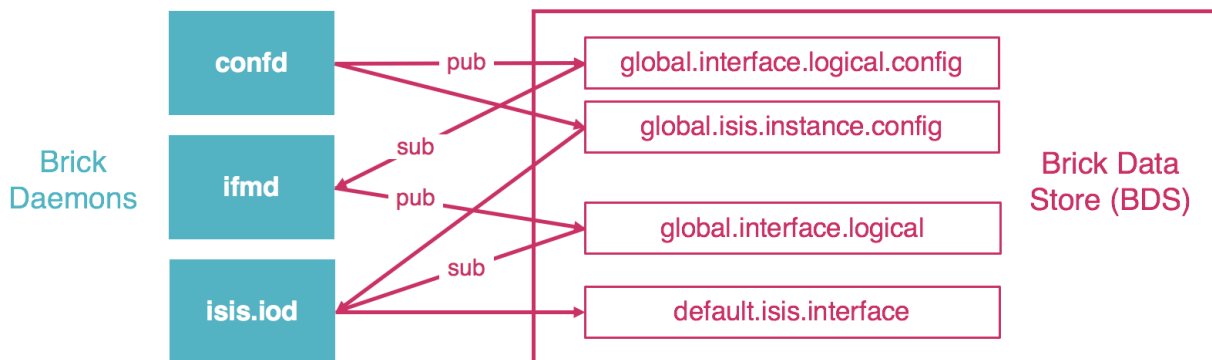 confd
pub
global.interface.logical.config
global.isis.instance.config
sub
Brick
Daemons
ifmd
Brick Data
Store (BDS)
pub
global.interface.logical
sub
isis.iod
default.isis.interface